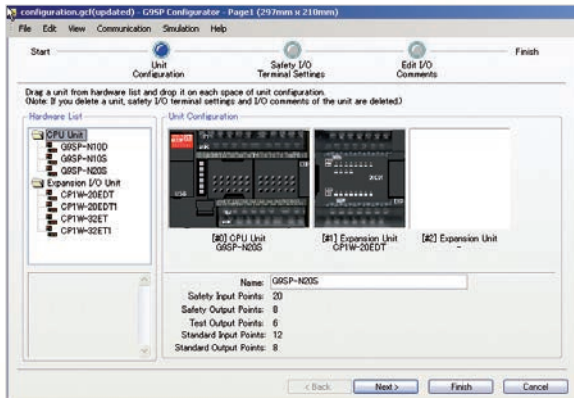 configuration.gcf(updated) - G9SP Configurator - Page1 (297mm x 210mm)
File Edit View Communication Simulation Help
Start
Unit Configuration
Safety I/O Terminal Settings
Edit I/O Comments
Finish
Drag a unit from hardware list and drop it on each space of unit configuration.
(Note: If you delete a unit, safety I/O terminal settings and I/O comments of the unit are deleted.)
Hardware List
CPU Unit
G9SP-N10D
G9SP-N10S
G9SP-N20S
Expansion I/O Unit
CP1W-20EDT
CP1W-20EDT1
CP1W-32ET
CP1W-32ET1
Unit Configuration
[#0] CPU Unit
G9SP-N20S
[#1] Expansion Unit
CP1W-20EDT
[#2] Expansion Unit
-
Name: G9SP-N20S
Safety Input Points: 20
Safety Output Points: 8
Test Output Points: 6
Standard Input Points: 12
Standard Output Points: 8
< Back Next > Finish Cancel